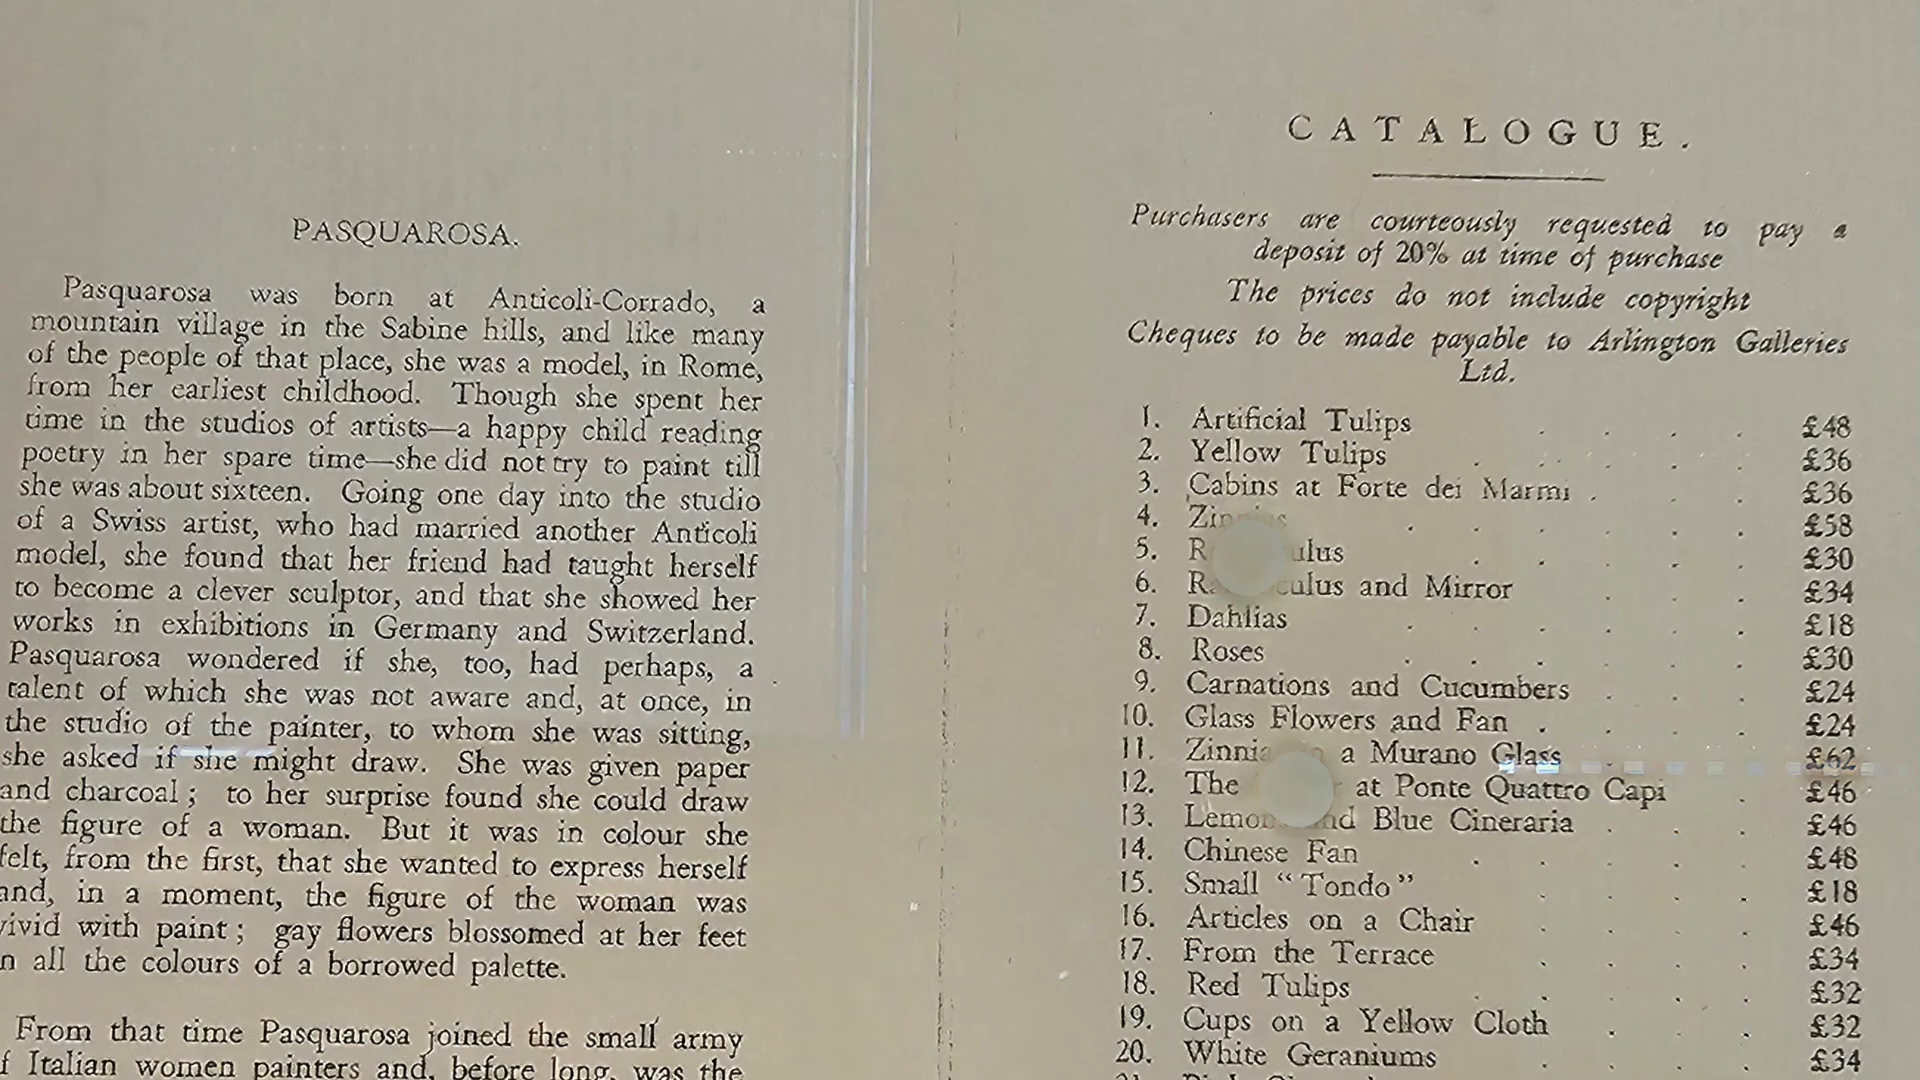 PASQUAROSA.
Pasquarosa was born at Anticoli-Corrado, a
mountain village in the Sabine hills, and like many
of the people of that place, she was a model, in Rome,
from her earliest childhood. Though she spent her
time in the studios of artists—a happy child reading
poetry in her spare time—she did not try to paint till
she was about sixteen. Going one day into the studio
of a Swiss artist, who had married another Anticoli
model, she found that her friend had taught herself
to become a clever sculptor, and that she showed her
works in exhibitions in Germany and Switzerland.
Pasquarosa wondered if she, too, had perhaps, a
talent of which she was not aware and, at once, in
the studio of the painter, to whom she was sitting,
she asked if she might draw. She was given paper
and charcoal; to her surprise found she could draw
the figure of a woman. But it was in colour she
felt, from the first, that she wanted to express herself
and, in a moment, the figure of the woman was
vivid with paint; gay flowers blossomed at her feet
n all the colours of a borrowed palette.
From that time Pasquarosa joined the small army
f Italian women painters and, before long, was the
CATALOGUE.
Purchasers are courteously requested to pay a
deposit of 20% at time of purchase
The prices do not include copyright
Cheques to be made payable to Arlington Galleries
Ltd.
1. Artificial Tulips £48
2. Yellow Tulips £36
3. Cabins at Forte dei Marmi £36
4. £58
5. £30
6. and Mirror £34
7. Dahlias £18
8. Roses £30
9. Carnations and Cucumbers £24
10. Glass Flowers and Fan £24
11. a Murano Glass £62
12. The at Ponte Quattro Capi £46
13. and Blue Cineraria £46
14. Chinese Fan £48
15. Small "Tondo" £18
16. Articles on a Chair £46
17. From the Terrace £34
18. Red Tulips £32
19. Cups on a Yellow Cloth £32
20. White Geraniums £34